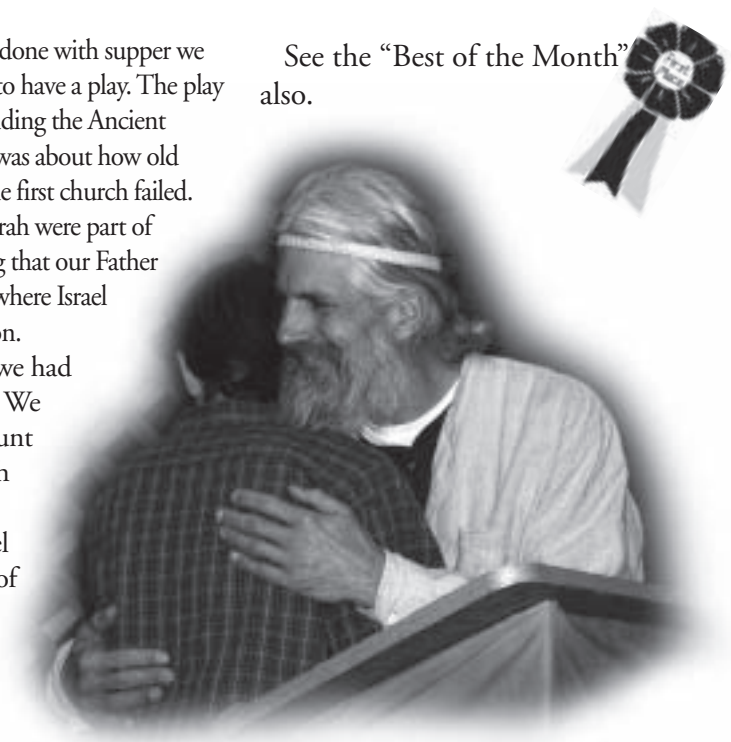 done with supper we
to have a play. The play
ding the Ancient
was about how old
e first church failed.
rah were part of
g that our Father
where Israel
on.
we had
We
unt
n
el
of
See the “Best of the Month”
also.
First
Place